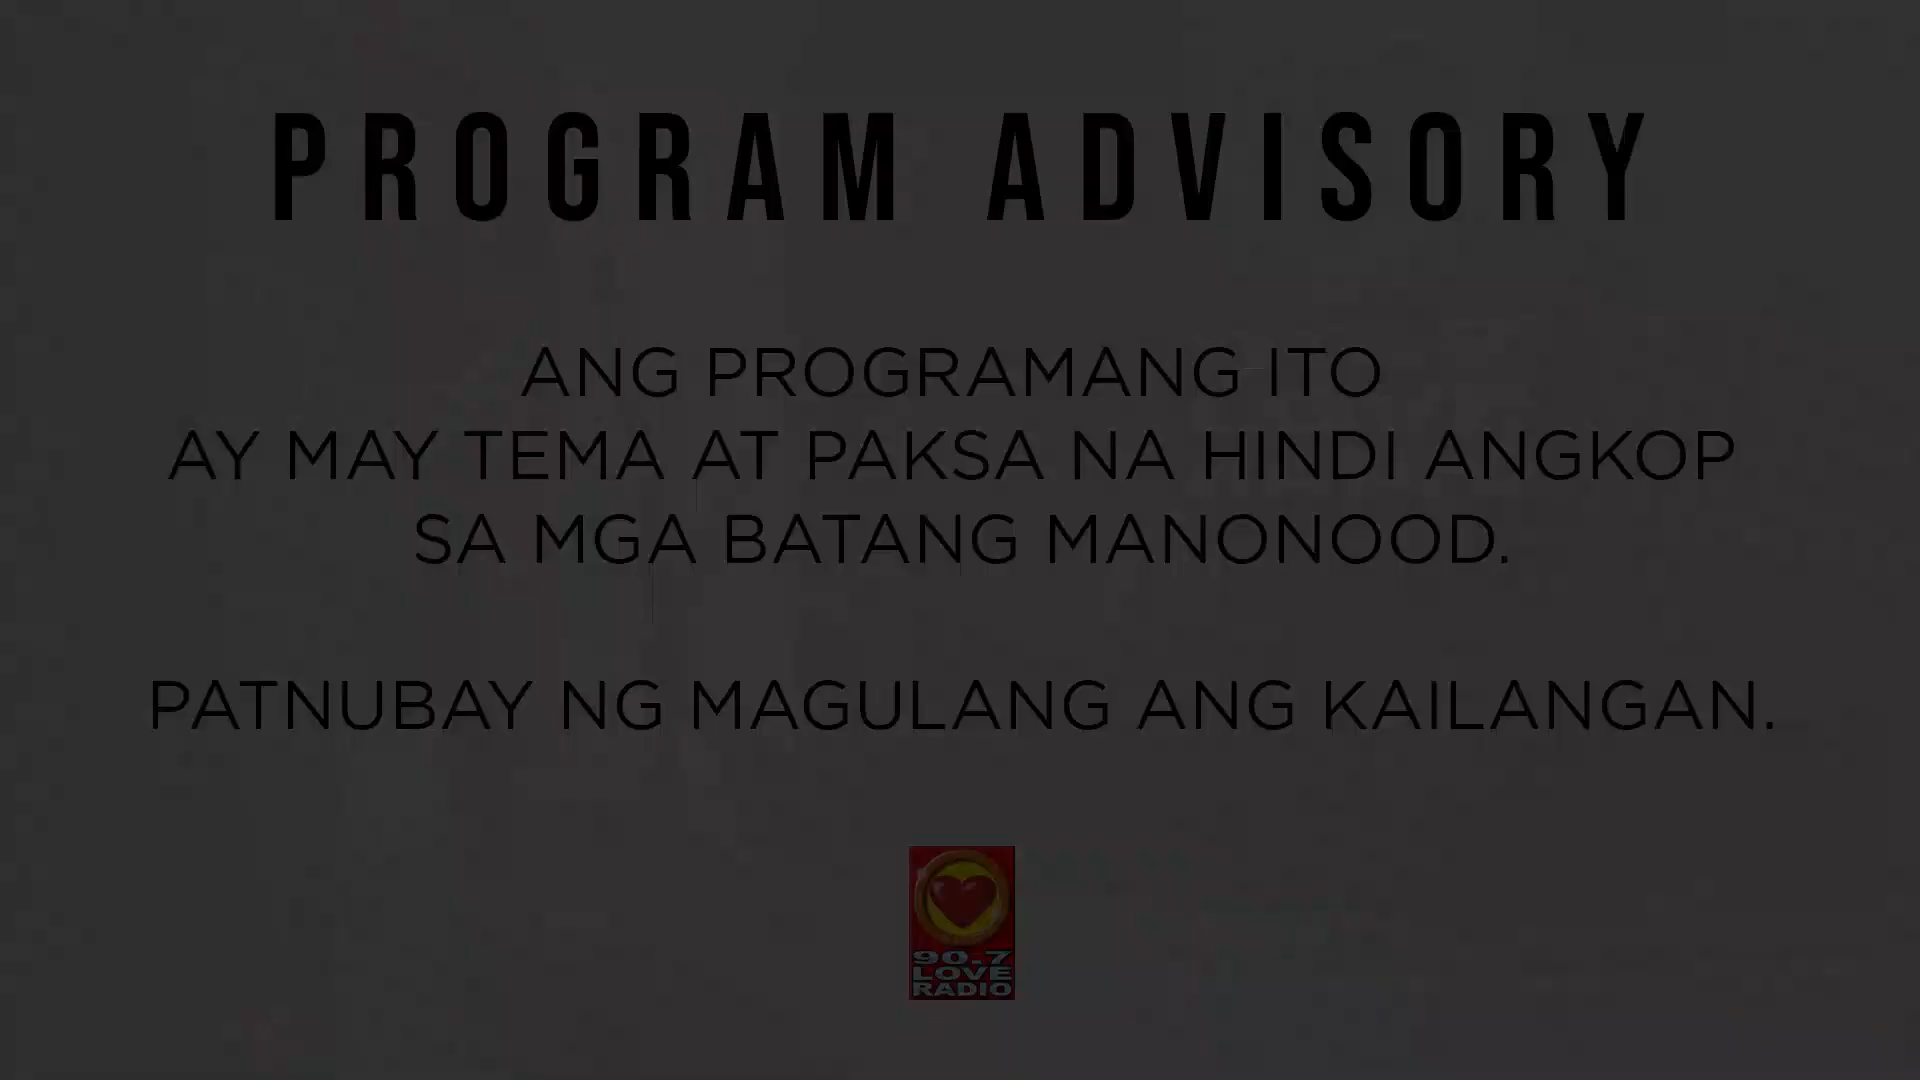 PROGRAM ADVISORY
ANG PROGRAMANG ITO
AY MAY TEMA AT PAKSA NA HINDI ANGKOP
SA MGA BATANG MANONOOD.
PATNUBAY NG MAGULANG ANG KAILANGAN.
90.7
LOVE
RADIO